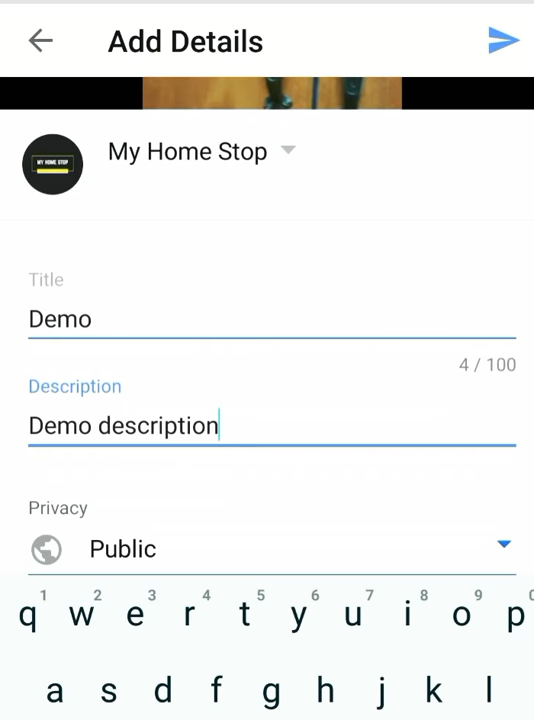 Add Details
MY HOME STOP
My Home Stop
Title
Demo
4 / 100
Description
Demo description
Privacy
Public
1 2 3 4 5 6 7 8 9 0
q w e r t y u i o p
a s d f g h j k l